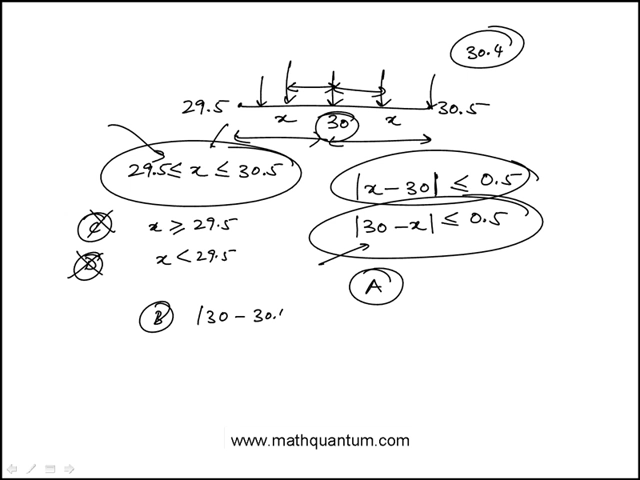 30.4
29.5 x 30 x 30.5
29.5 ≤ x ≤ 30.5
|x - 30| ≤ 0.5
|30 - x| ≤ 0.5
C x ≥ 29.5
D x < 29.5
A
B |30 - 30.
www.mathquantum.com